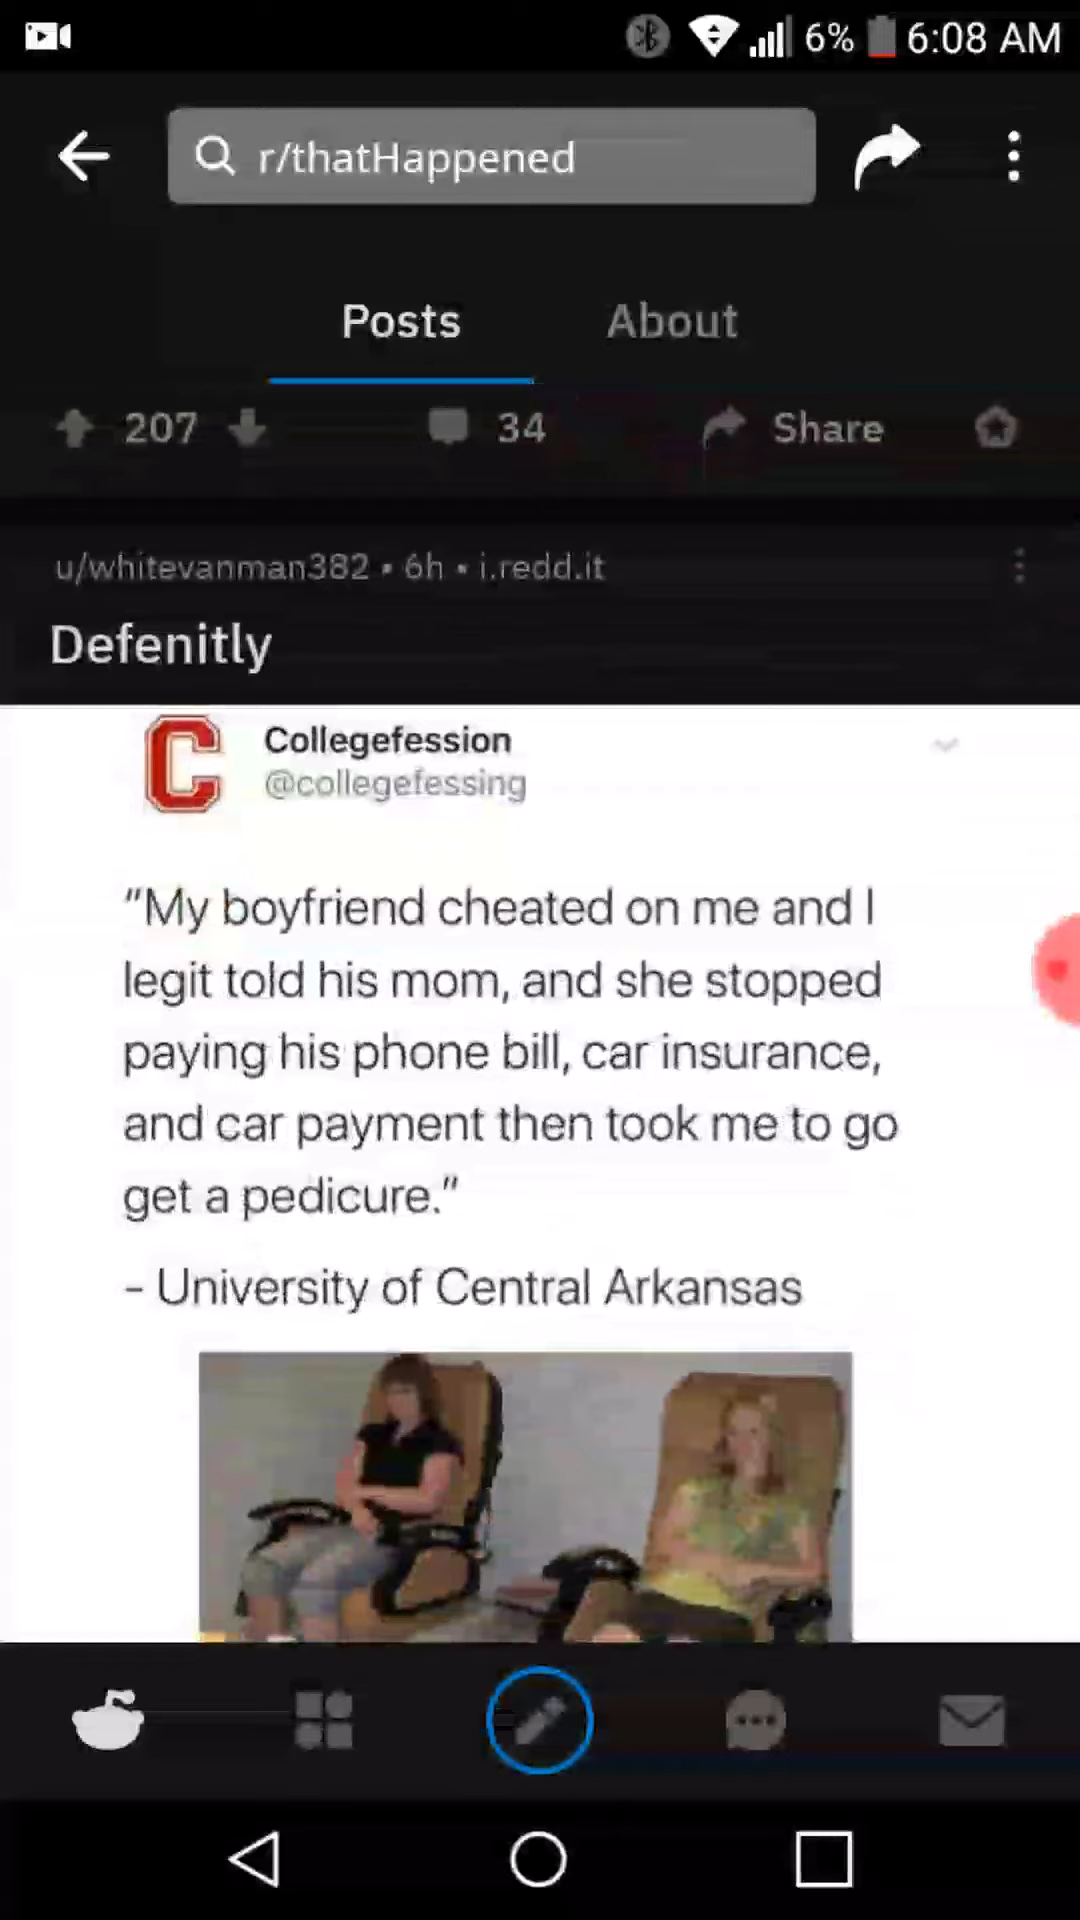 6% 6:08 AM
r/thatHappened
Posts About
207 34 Share
u/whitevanman382 • 6h • i.redd.it
Defenitly
C Collegefession
@collegefessing
"My boyfriend cheated on me and I
legit told his mom, and she stopped
paying his phone bill, car insurance,
and car payment then took me to go
get a pedicure."
- University of Central Arkansas